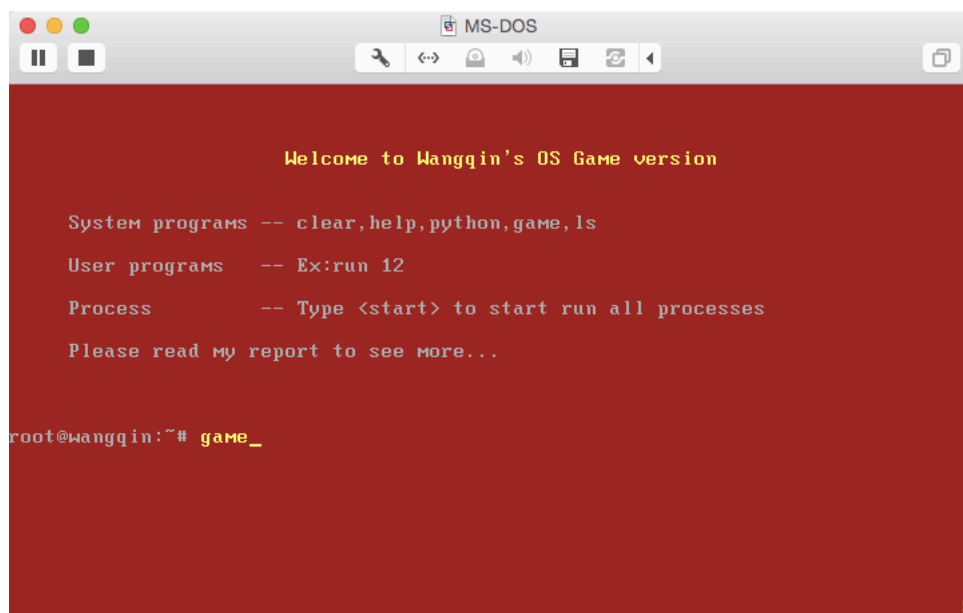 MS-DOS
Welcome to Wangqin's OS Game version
System programs -- clear,help,python,game,ls
User programs -- Ex:run 12
Process -- Type <start> to start run all processes
Please read my report to see more...
root@wangqin:~# game_